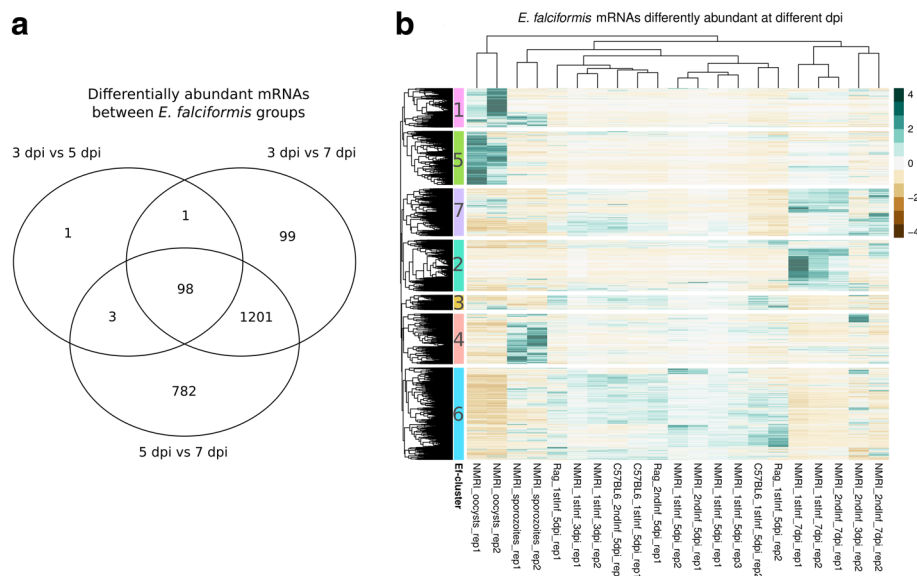 a
Differentially abundant mRNAs
between E. falciformis groups
3 dpi vs 5 dpi
3 dpi vs 7 dpi
1
1
99
98
3
1201
782
5 dpi vs 7 dpi
b
E. falciformis mRNAs differently abundant at different dpi
1
5
7
2
3
4
6
4
2
0
−2
−4
Ef-cluster
NMRI_oocysts_rep1
NMRI_oocysts_rep2
NMRI_sporozoites_rep1
NMRI_sporozoites_rep2
Rag_1stInf_5dpi_rep1
NMRI_1stInf_3dpi_rep1
NMRI_1stInf_3dpi_rep2
C57BL6_2ndInf_5dpi_rep1
C57BL6_1stInf_5dpi_rep1
Rag_2ndInf_5dpi_rep1
NMRI_1stInf_5dpi_rep2
NMRI_2ndInf_5dpi_rep1
NMRI_1stInf_5dpi_rep1
NMRI_1stInf_5dpi_rep3
C57BL6_1stInf_5dpi_rep2
Rag_1stInf_5dpi_rep2
NMRI_1stInf_7dpi_rep1
NMRI_1stInf_7dpi_rep2
NMRI_2ndInf_7dpi_rep1
NMRI_2ndInf_3dpi_rep2
NMRI_2ndInf_7dpi_rep2